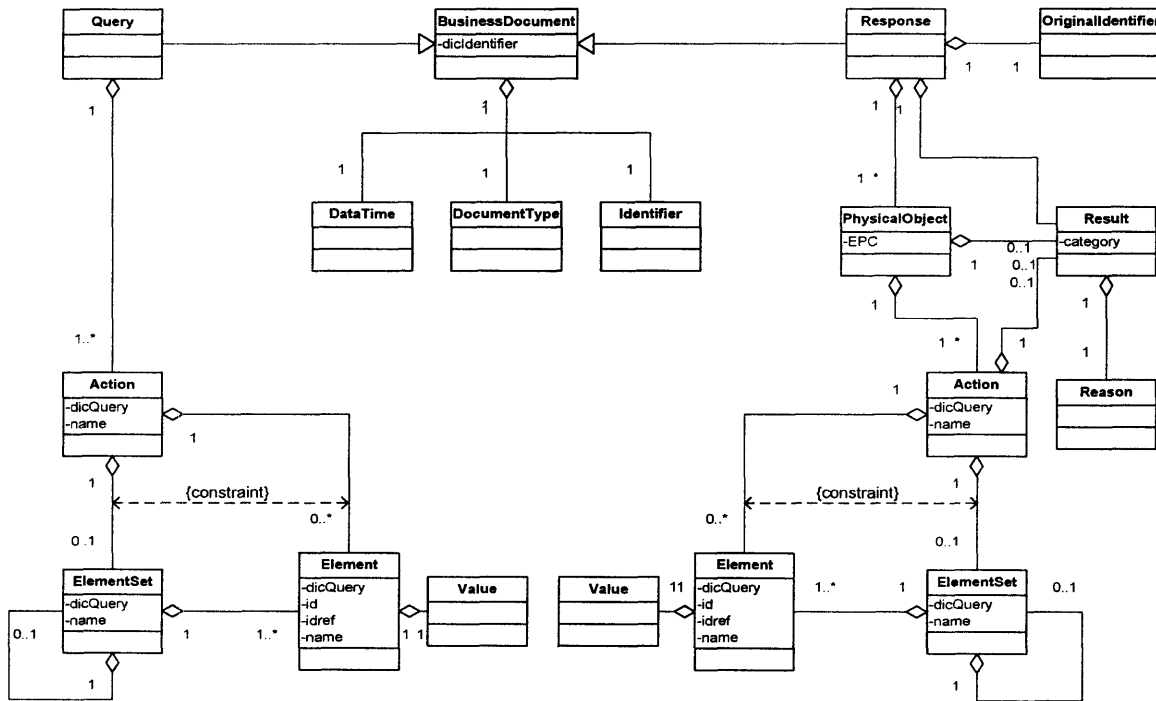 Query
BusinessDocument
-dicIdentifier
Response
OriginalIdentifier
1
1
1
1
1
1
1
1
1
1
1
1 *
DataTime
DocumentType
Identifier
PhysicalObject
-EPC
Result
-category
0..1
1
0..1
0..1
1
1
1..*
1 *
1
1
Action
-dicQuery
-name
1
1
Action
-dicQuery
-name
Reason
1
{constraint}
1
{constraint}
0..*
0..*
0..1
0..1
ElementSet
-dicQuery
-name
Element
-dicQuery
-id
-idref
-name
Value
Value
11
Element
-dicQuery
-id
-idref
-name
1..*
1
ElementSet
-dicQuery
-name
0..1
0..1
1
1..*
1 1
1
1